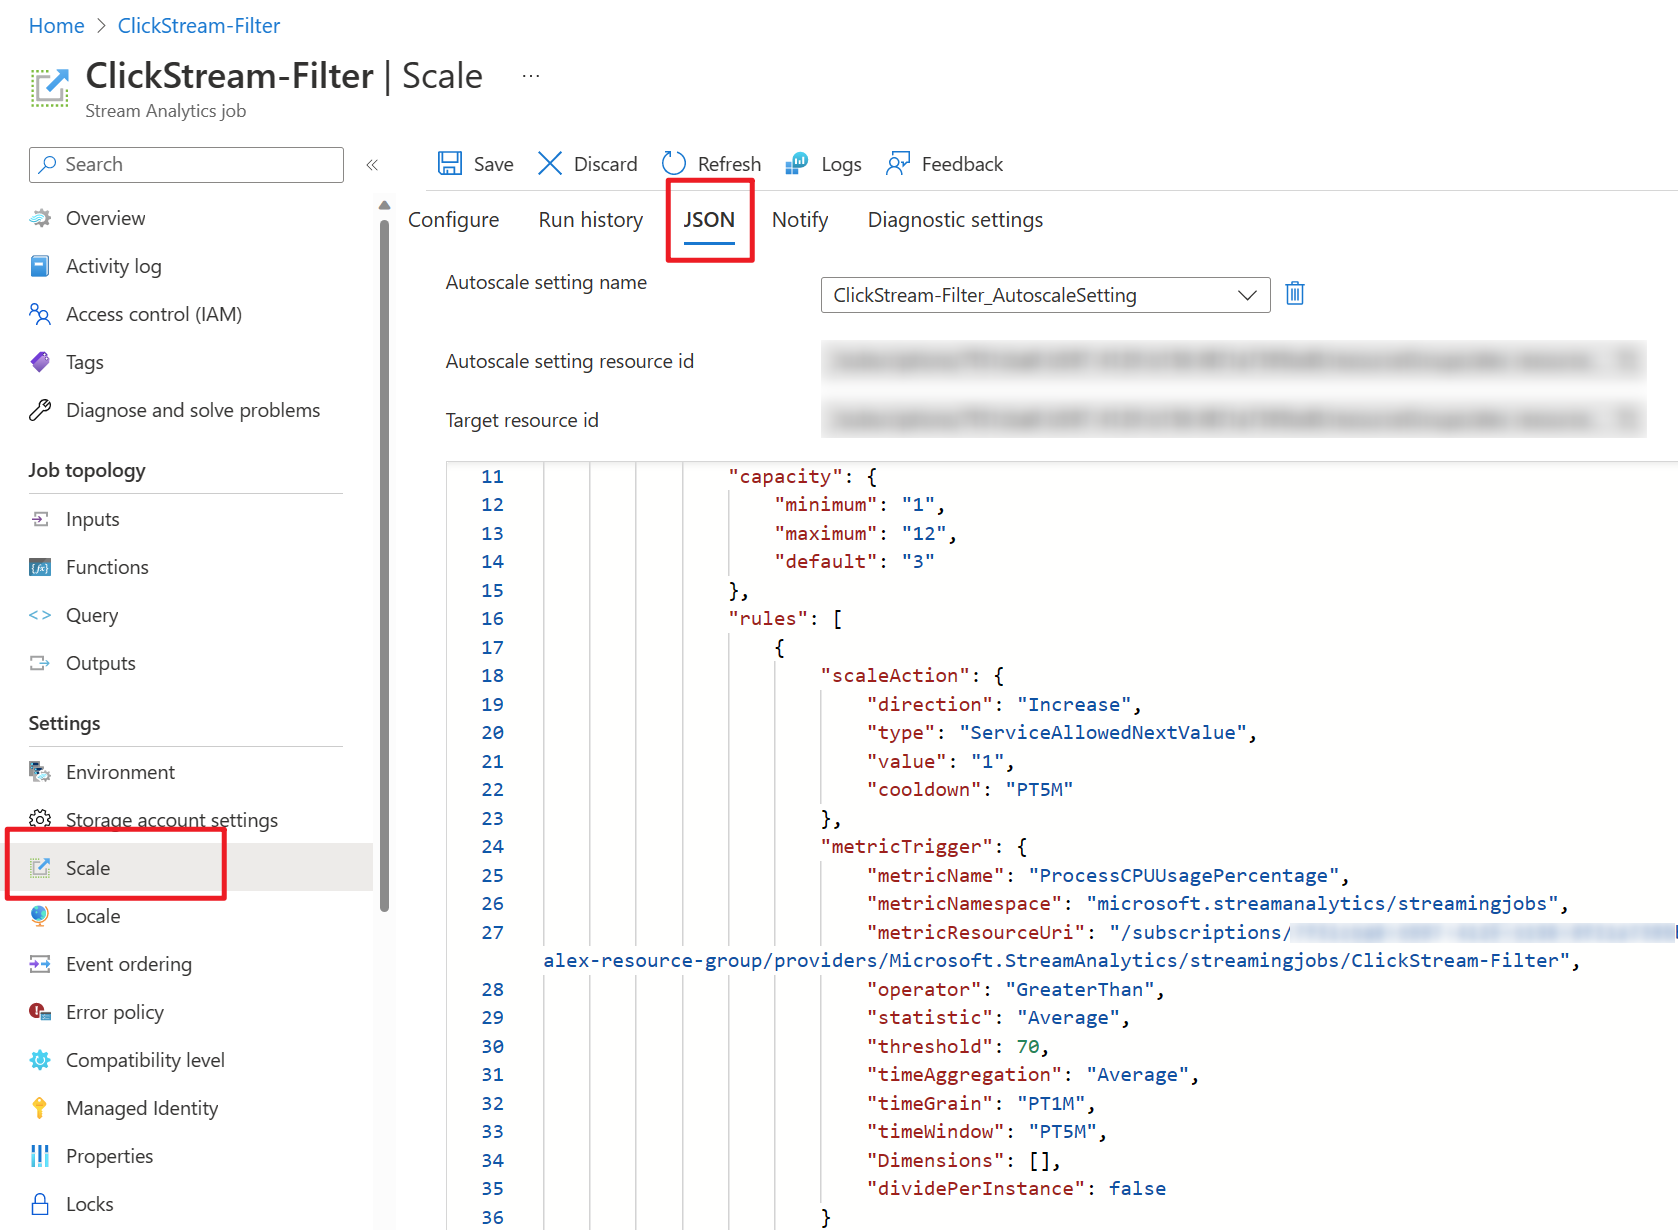 Home > ClickStream-Filter
ClickStream-Filter | Scale ...
Stream Analytics job
Search «
Save Discard Refresh Logs Feedback
Configure Run history JSON Notify Diagnostic settings
Overview
Activity log
Access control (IAM)
Tags
Diagnose and solve problems
Job topology
Inputs
Functions
Query
Outputs
Settings
Environment
Storage account settings
Scale
Locale
Event ordering
Error policy
Compatibility level
Managed Identity
Properties
Locks
Autoscale setting name ClickStream-Filter_AutoscaleSetting
Autoscale setting resource id
Target resource id
11 "capacity": {
12 "minimum": "1",
13 "maximum": "12",
14 "default": "3"
15 },
16 "rules": [
17 {
18 "scaleAction": {
19 "direction": "Increase",
20 "type": "ServiceAllowedNextValue",
21 "value": "1",
22 "cooldown": "PT5M"
23 },
24 "metricTrigger": {
25 "metricName": "ProcessCPUUsagePercentage",
26 "metricNamespace": "microsoft.streamanalytics/streamingjobs",
27 "metricResourceUri": "/subscriptions/
alex-resource-group/providers/Microsoft.StreamAnalytics/streamingjobs/ClickStream-Filter",
28 "operator": "GreaterThan",
29 "statistic": "Average",
30 "threshold": 70,
31 "timeAggregation": "Average",
32 "timeGrain": "PT1M",
33 "timeWindow": "PT5M",
34 "Dimensions": [],
35 "dividePerInstance": false
36 }